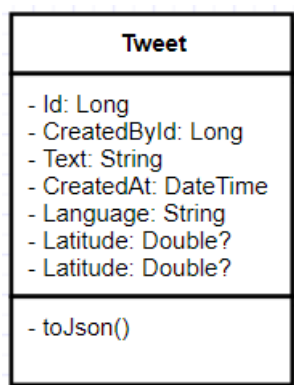 Tweet
- Id: Long
- CreatedById: Long
- Text: String
- CreatedAt: DateTime
- Language: String
- Latitude: Double?
- Latitude: Double?
- toJson()